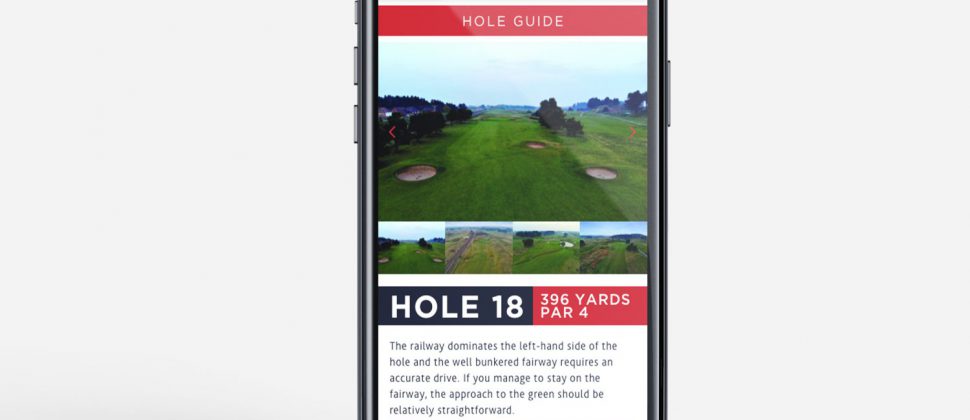 HOLE GUIDE
HOLE 18
396 YARDS
PAR 4
The railway dominates the left-hand side of the
hole and the well bunkered fairway requires an
accurate drive. If you manage to stay on the
fairway, the approach to the green should be
relatively straightforward.